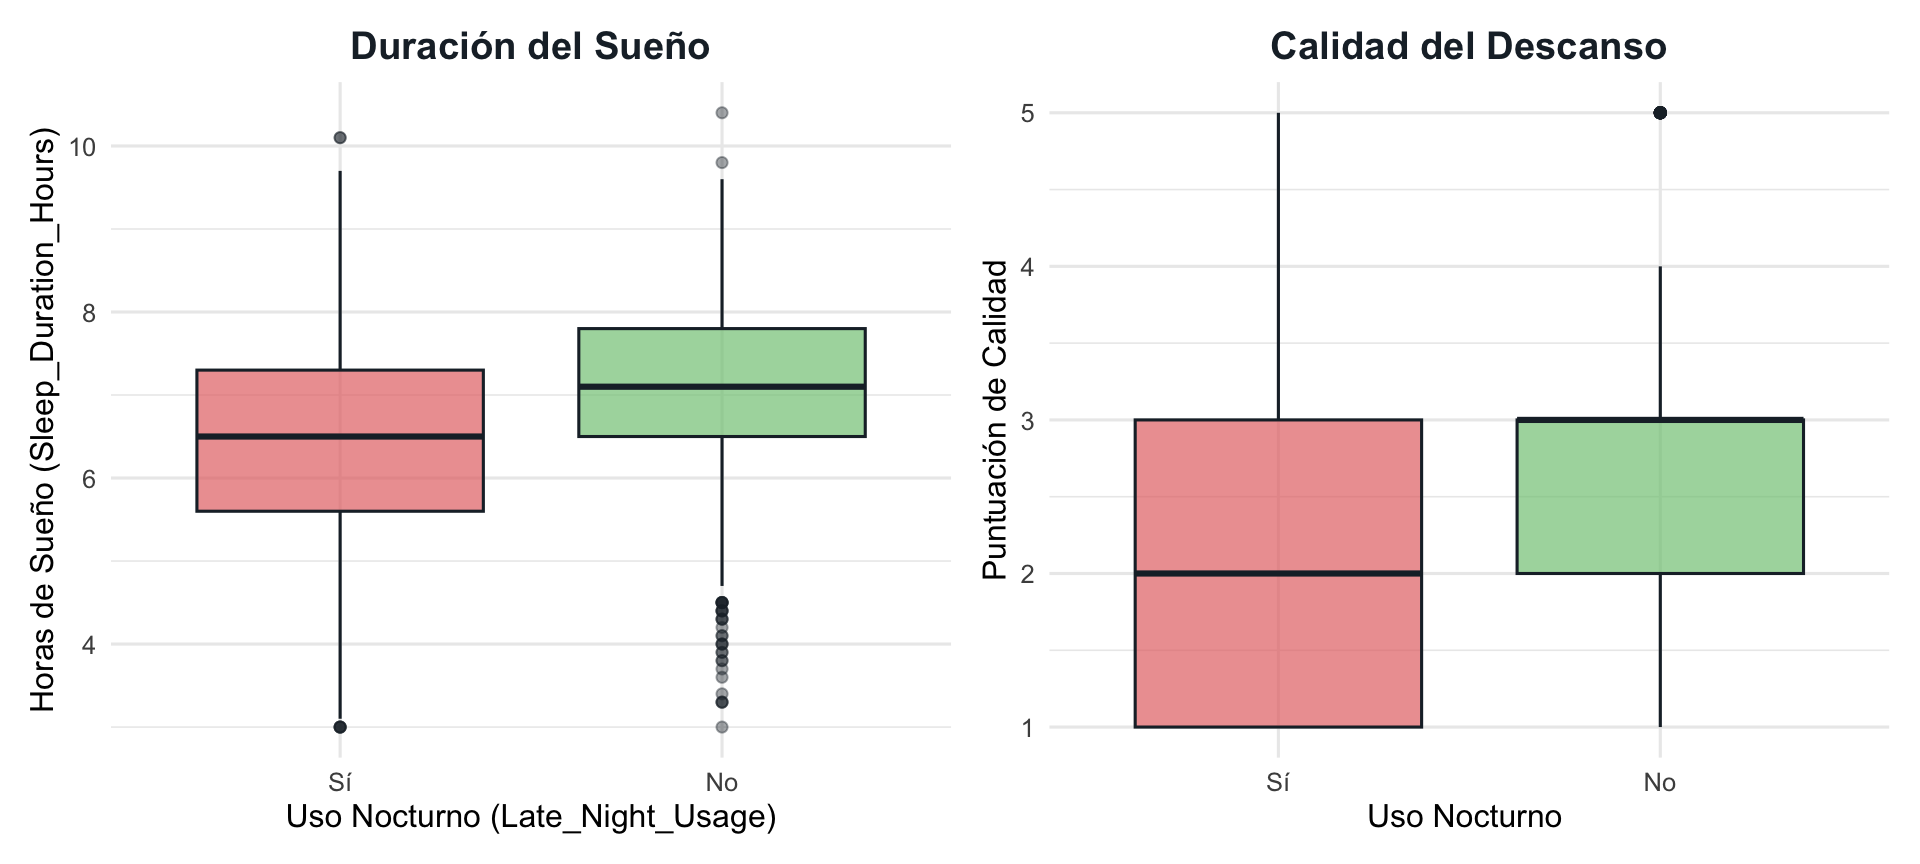 Duración del Sueño
Horas de Sueño (Sleep_Duration_Hours)
10
8
6
4
Sí
No
Uso Nocturno (Late_Night_Usage)
Calidad del Descanso
Puntuación de Calidad
5
4
3
2
1
Sí
No
Uso Nocturno